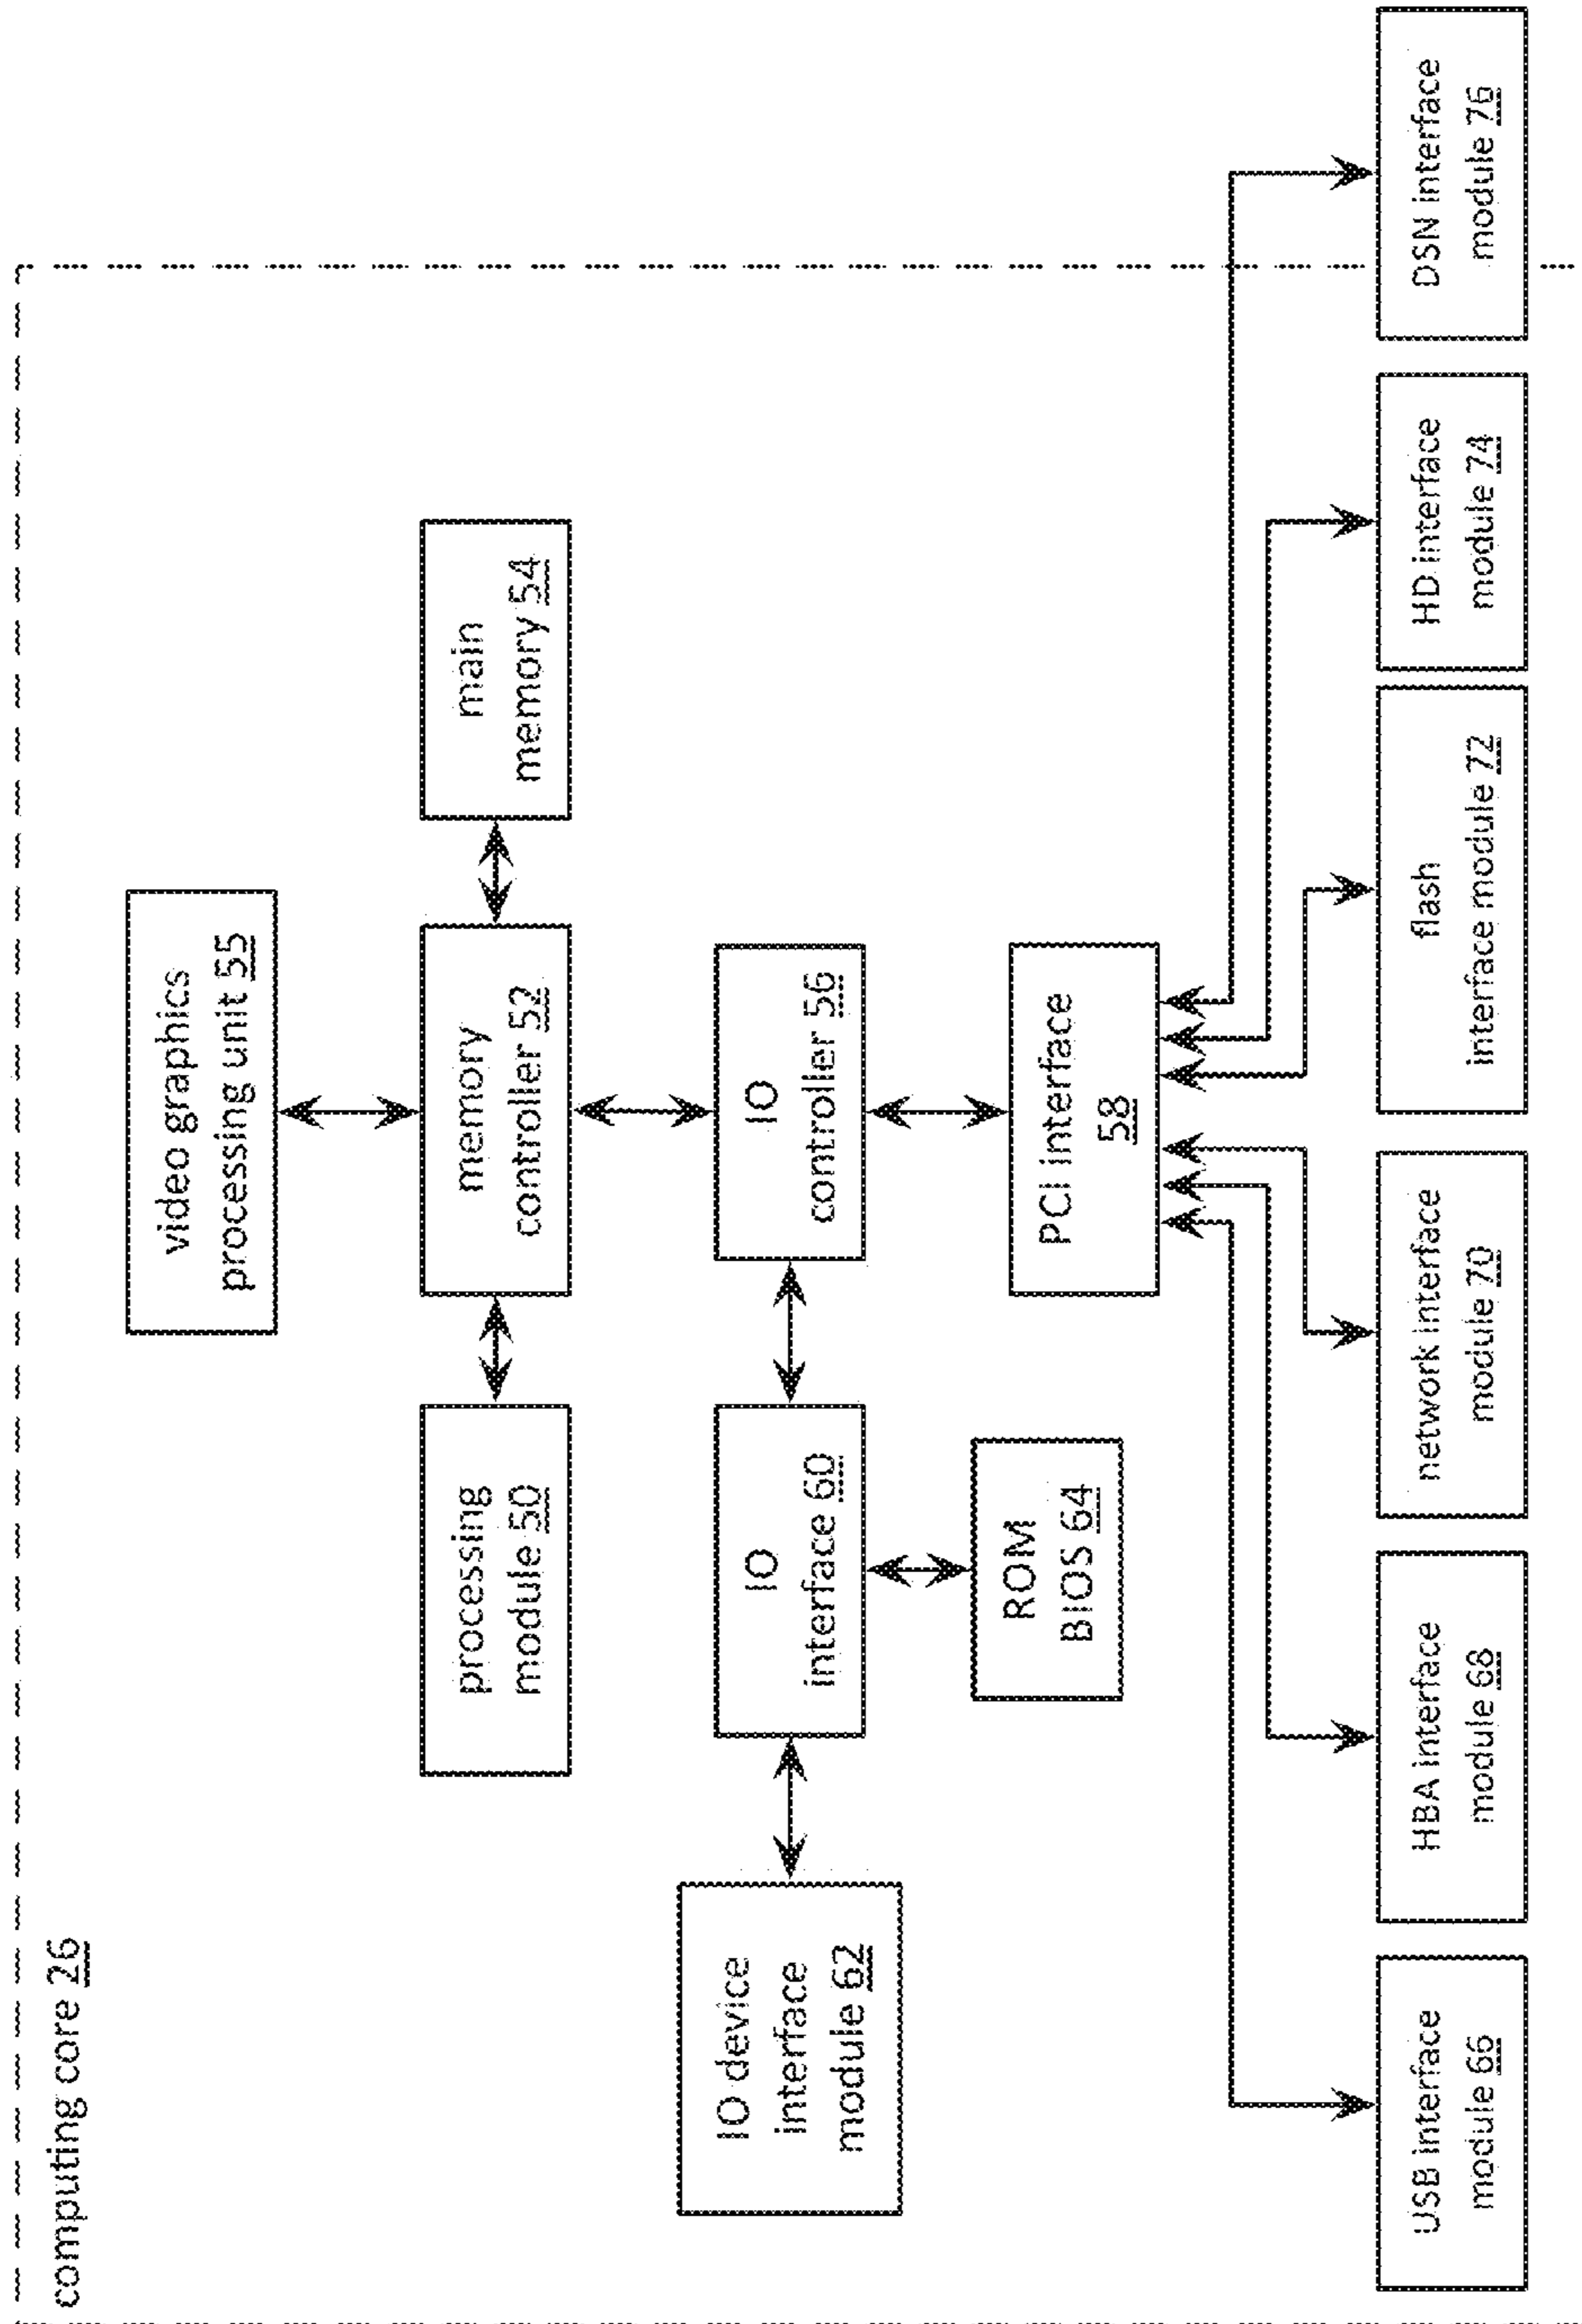 computing core 26
video graphics
processing unit 55
processing
module 50
memory
controller 52
main
memory 54
IO device
interface
module 62
IO
interface 60
IO
controller 56
ROM
BIOS 64
PCI interface
58
USB interface
module 66
HBA interface
module 68
network interface
module 70
flash
interface module 72
HD interface
module 74
DSN interface
module 76